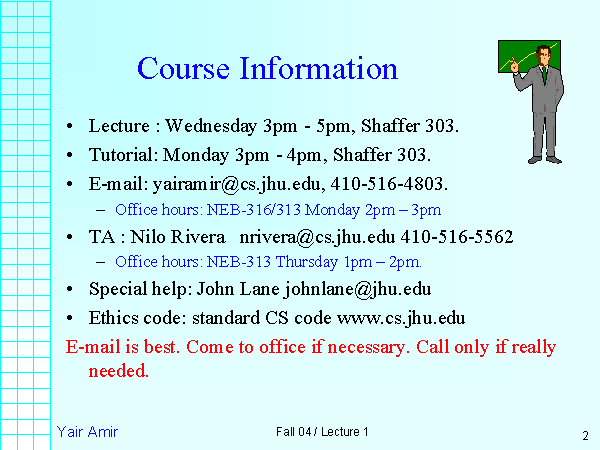 Course Information
• Lecture : Wednesday 3pm - 5pm, Shaffer 303.
• Tutorial: Monday 3pm - 4pm, Shaffer 303.
• E-mail: yairamir@cs.jhu.edu, 410-516-4803.
– Office hours: NEB-316/313 Monday 2pm – 3pm
• TA : Nilo Rivera nrivera@cs.jhu.edu 410-516-5562
– Office hours: NEB-313 Thursday 1pm – 2pm.
• Special help: John Lane johnlane@jhu.edu
• Ethics code: standard CS code www.cs.jhu.edu
E-mail is best. Come to office if necessary. Call only if really
needed.
Yair Amir
Fall 04 / Lecture 1
2